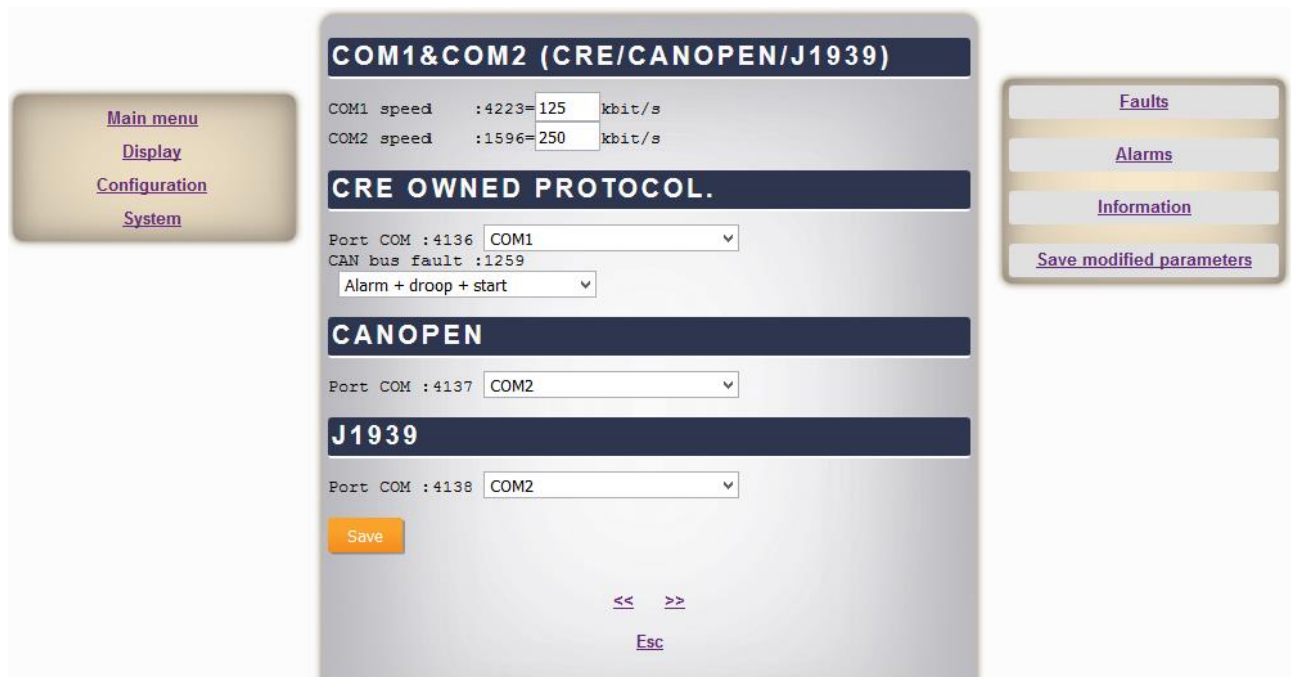 Main menu
Display
Configuration
System
COM1&COM2 (CRE/CANOPEN/J1939)
COM1 speed :4223=125 kbit/s
COM2 speed :1596=250 kbit/s
CRE OWNED PROTOCOL.
Port COM :4136 COM1
CAN bus fault :1259
Alarm + droop + start
CANOPEN
Port COM :4137 COM2
J1939
Port COM :4138 COM2
Save
<< >>
Esc
Faults
Alarms
Information
Save modified parameters